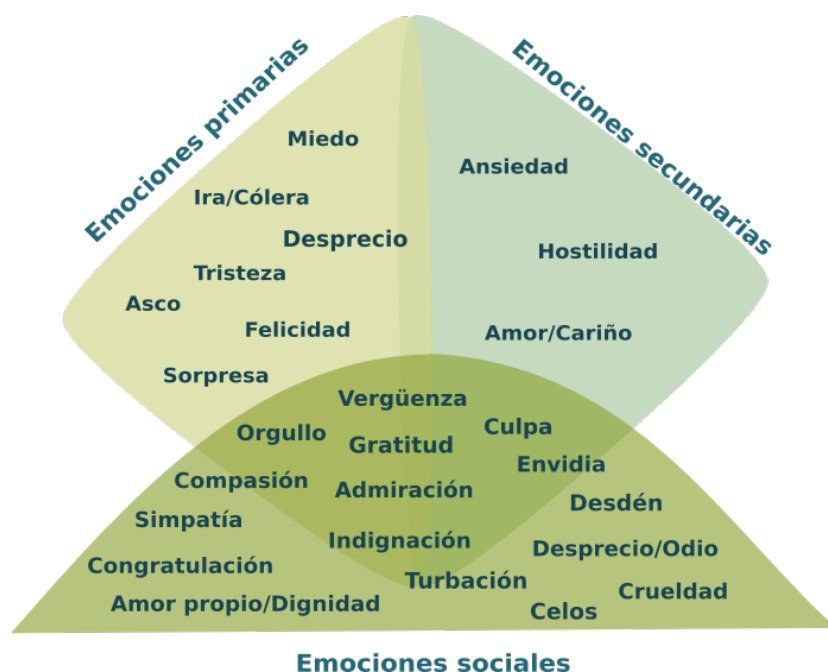 Emociones primarias
Emociones secundarias
Miedo
Ansiedad
Ira/Cólera
Desprecio
Hostilidad
Tristeza
Asco
Felicidad
Amor/Cariño
Sorpresa
Vergüenza
Orgullo
Culpa
Gratitud
Envidia
Compasión
Admiración
Desdén
Simpatía
Indignación
Desprecio/Odio
Congratulación
Turbación
Crueldad
Amor propio/Dignidad
Celos
Emociones sociales